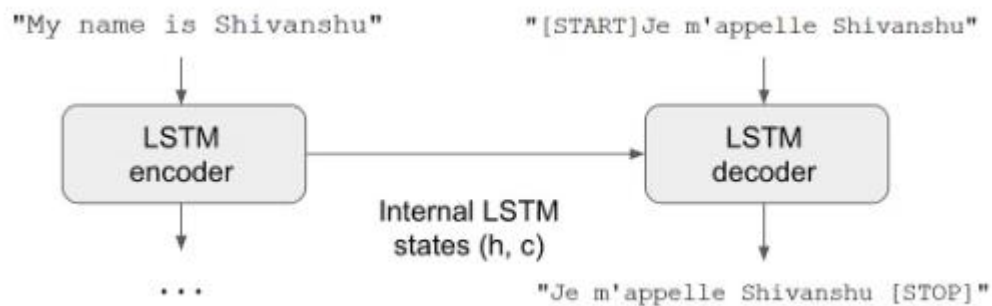 "My name is Shivanshu"
"[START]Je m'appelle Shivanshu"
LSTM
encoder
LSTM
decoder
Internal LSTM
states (h, c)
...
"Je m'appelle Shivanshu [STOP]"